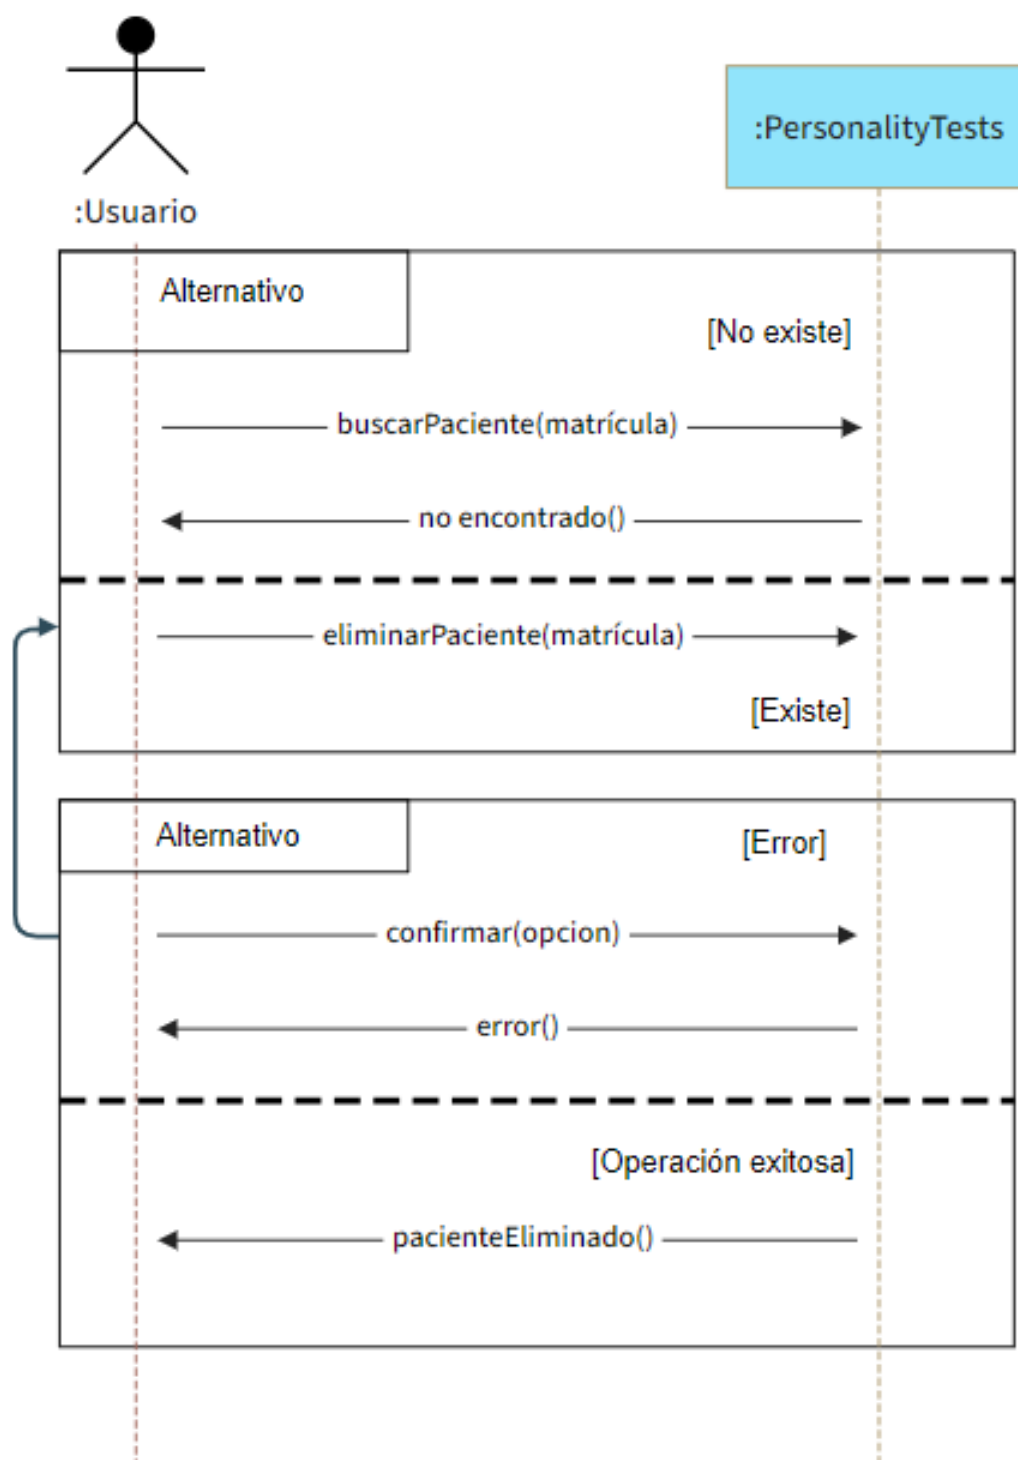 :Usuario
:PersonalityTests
Alternativo
[No existe]
buscarPaciente(matrícula)
no encontrado()
eliminarPaciente(matrícula)
[Existe]
Alternativo
[Error]
confirmar(opcion)
error()
[Operación exitosa]
pacienteEliminado()